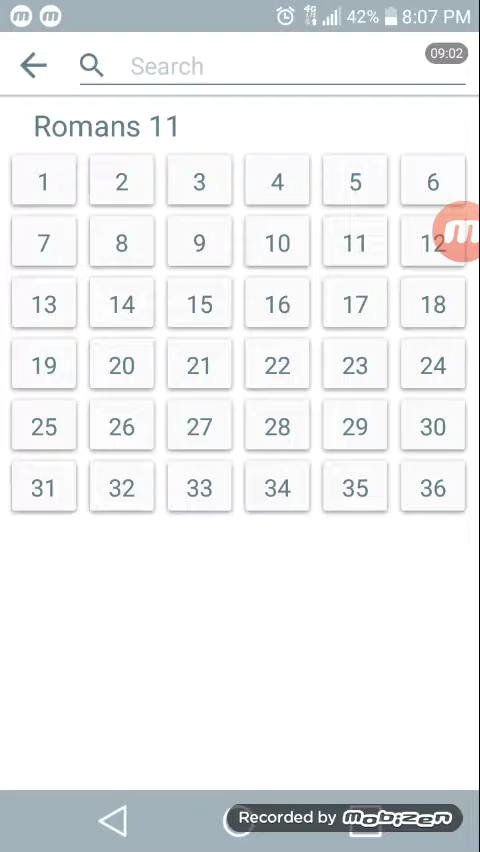 42% 8:07 PM
Search
09:02
Romans 11
1 2 3 4 5 6
7 8 9 10 11 12
13 14 15 16 17 18
19 20 21 22 23 24
25 26 27 28 29 30
31 32 33 34 35 36
Recorded by Mobizen